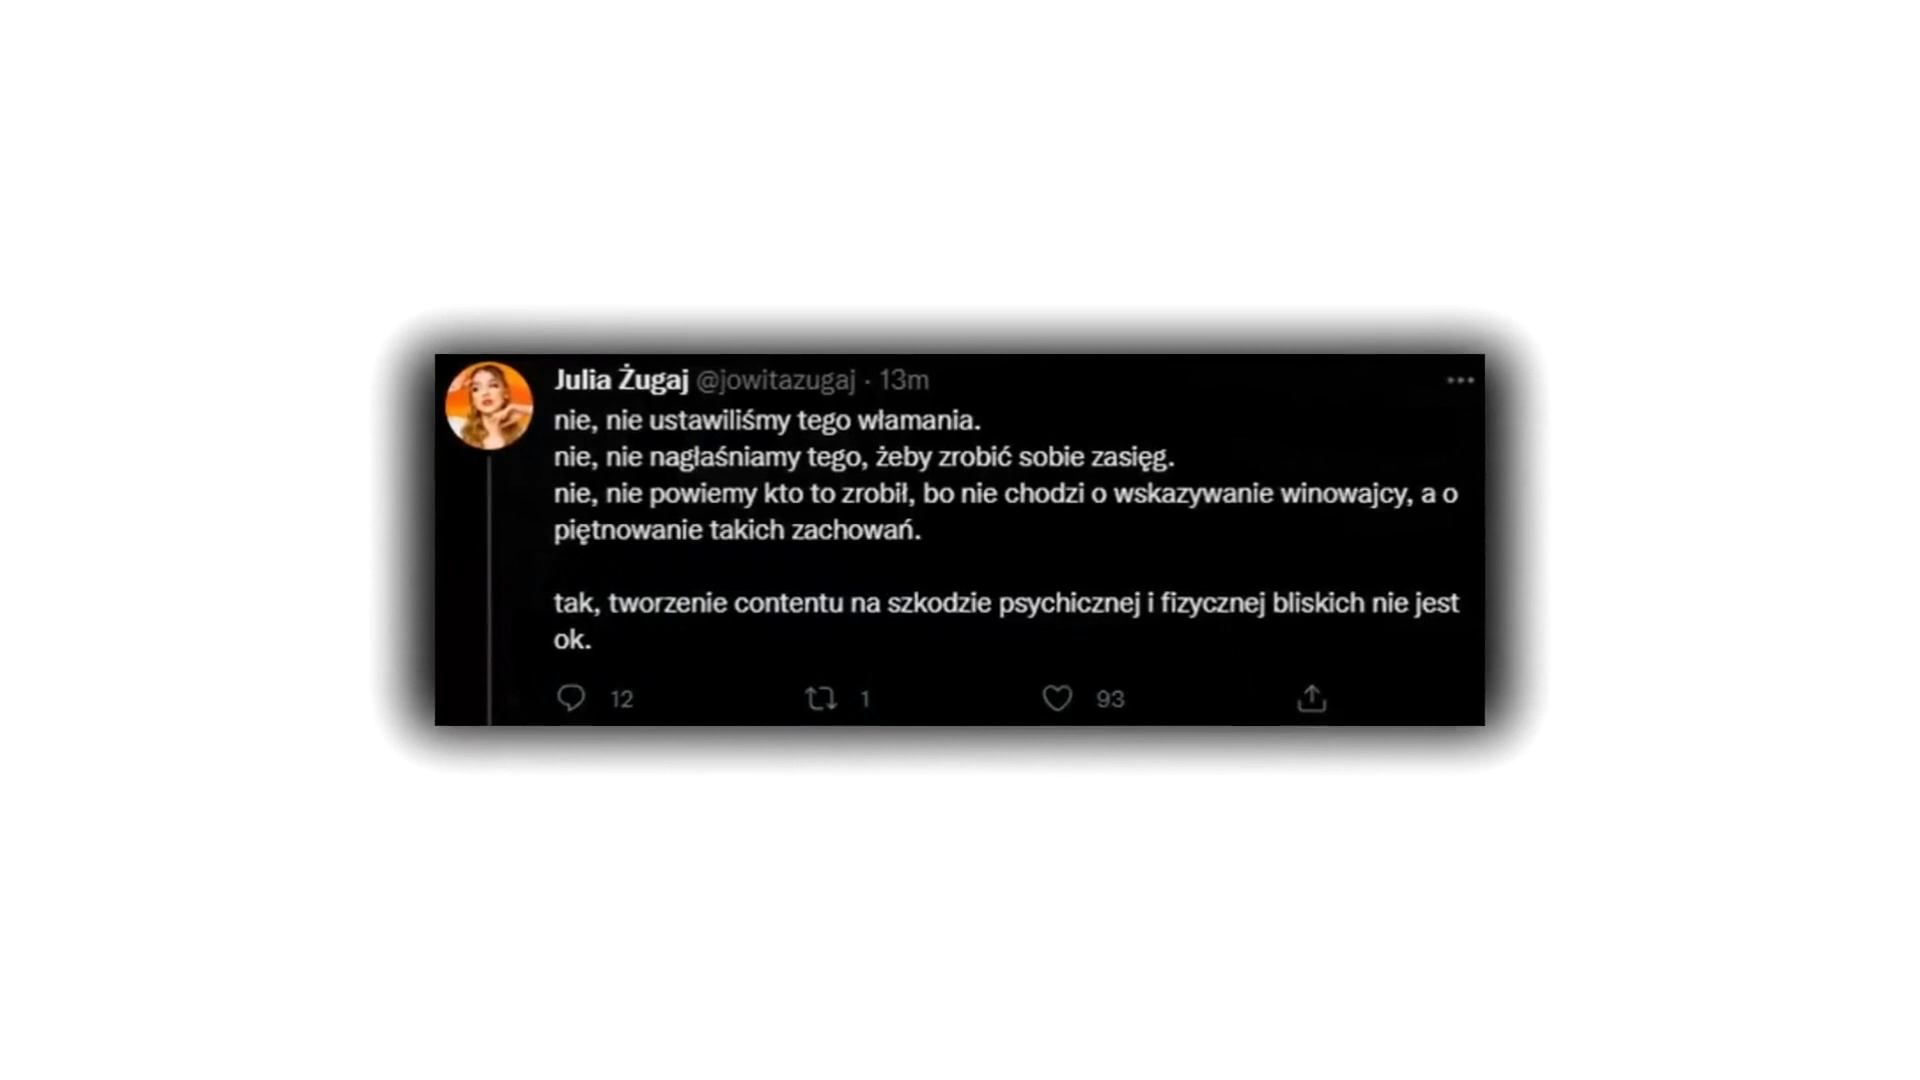 Julia Żugaj @jowitazugaj · 13m
nie, nie ustawiliśmy tego włamania.
nie, nie nagłaśniamy tego, żeby zrobić sobie zasięg.
nie, nie powiemy kto to zrobił, bo nie chodzi o wskazywanie winowajcy, a o
piętnowanie takich zachowań.
tak, tworzenie contentu na szkodzie psychicznej i fizycznej bliskich nie jest
ok.
12 1 93